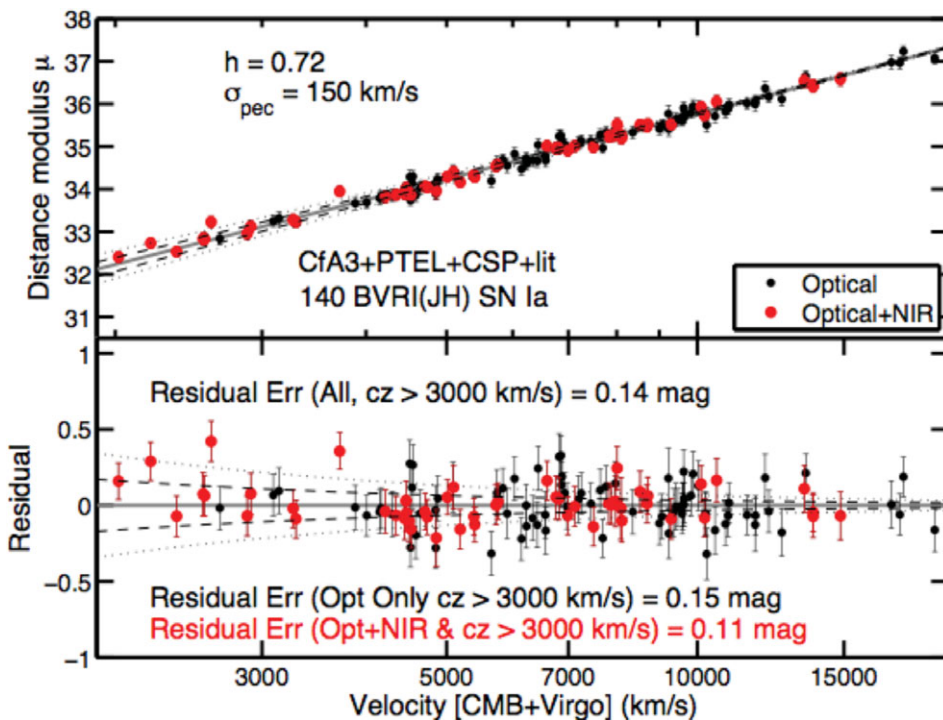 37
36
35
34
33
32
31
Distance modulus μ
h = 0.72
σpec = 150 km/s
CfA3+PTEL+CSP+lit
140 BVRI(JH) SN Ia
Optical
Optical+NIR
1
0.5
0
−0.5
−1
Residual
Residual Err (All, cz > 3000 km/s) = 0.14 mag
Residual Err (Opt Only cz > 3000 km/s) = 0.15 mag
Residual Err (Opt+NIR & cz > 3000 km/s) = 0.11 mag
3000 5000 7000 10000 15000
Velocity [CMB+Virgo] (km/s)